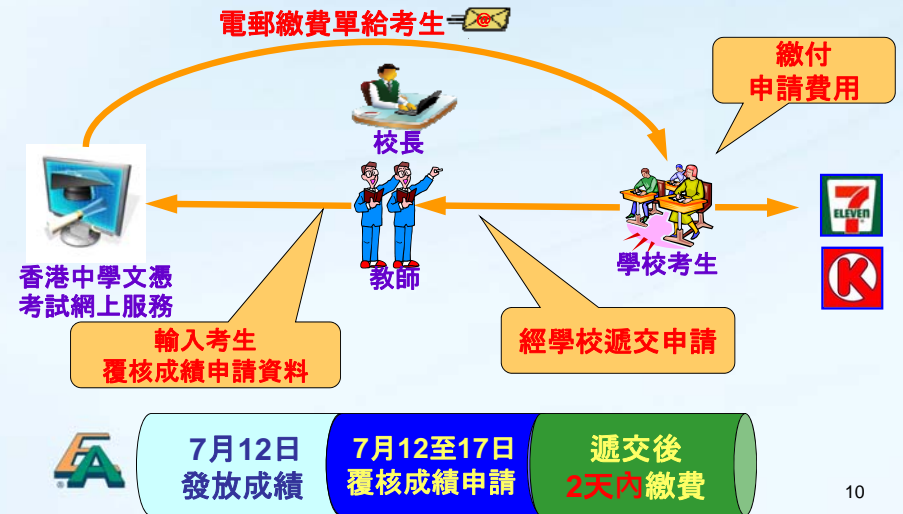 電郵繳費單給考生
繳付
申請費用
校長
ELEVEN
香港中學文憑
考試網上服務
教師
學校考生
輸入考生
覆核成績申請資料
經學校遞交申請
7月12日
發放成績
7月12至17日
覆核成績申請
遞交後
2天內繳費
10